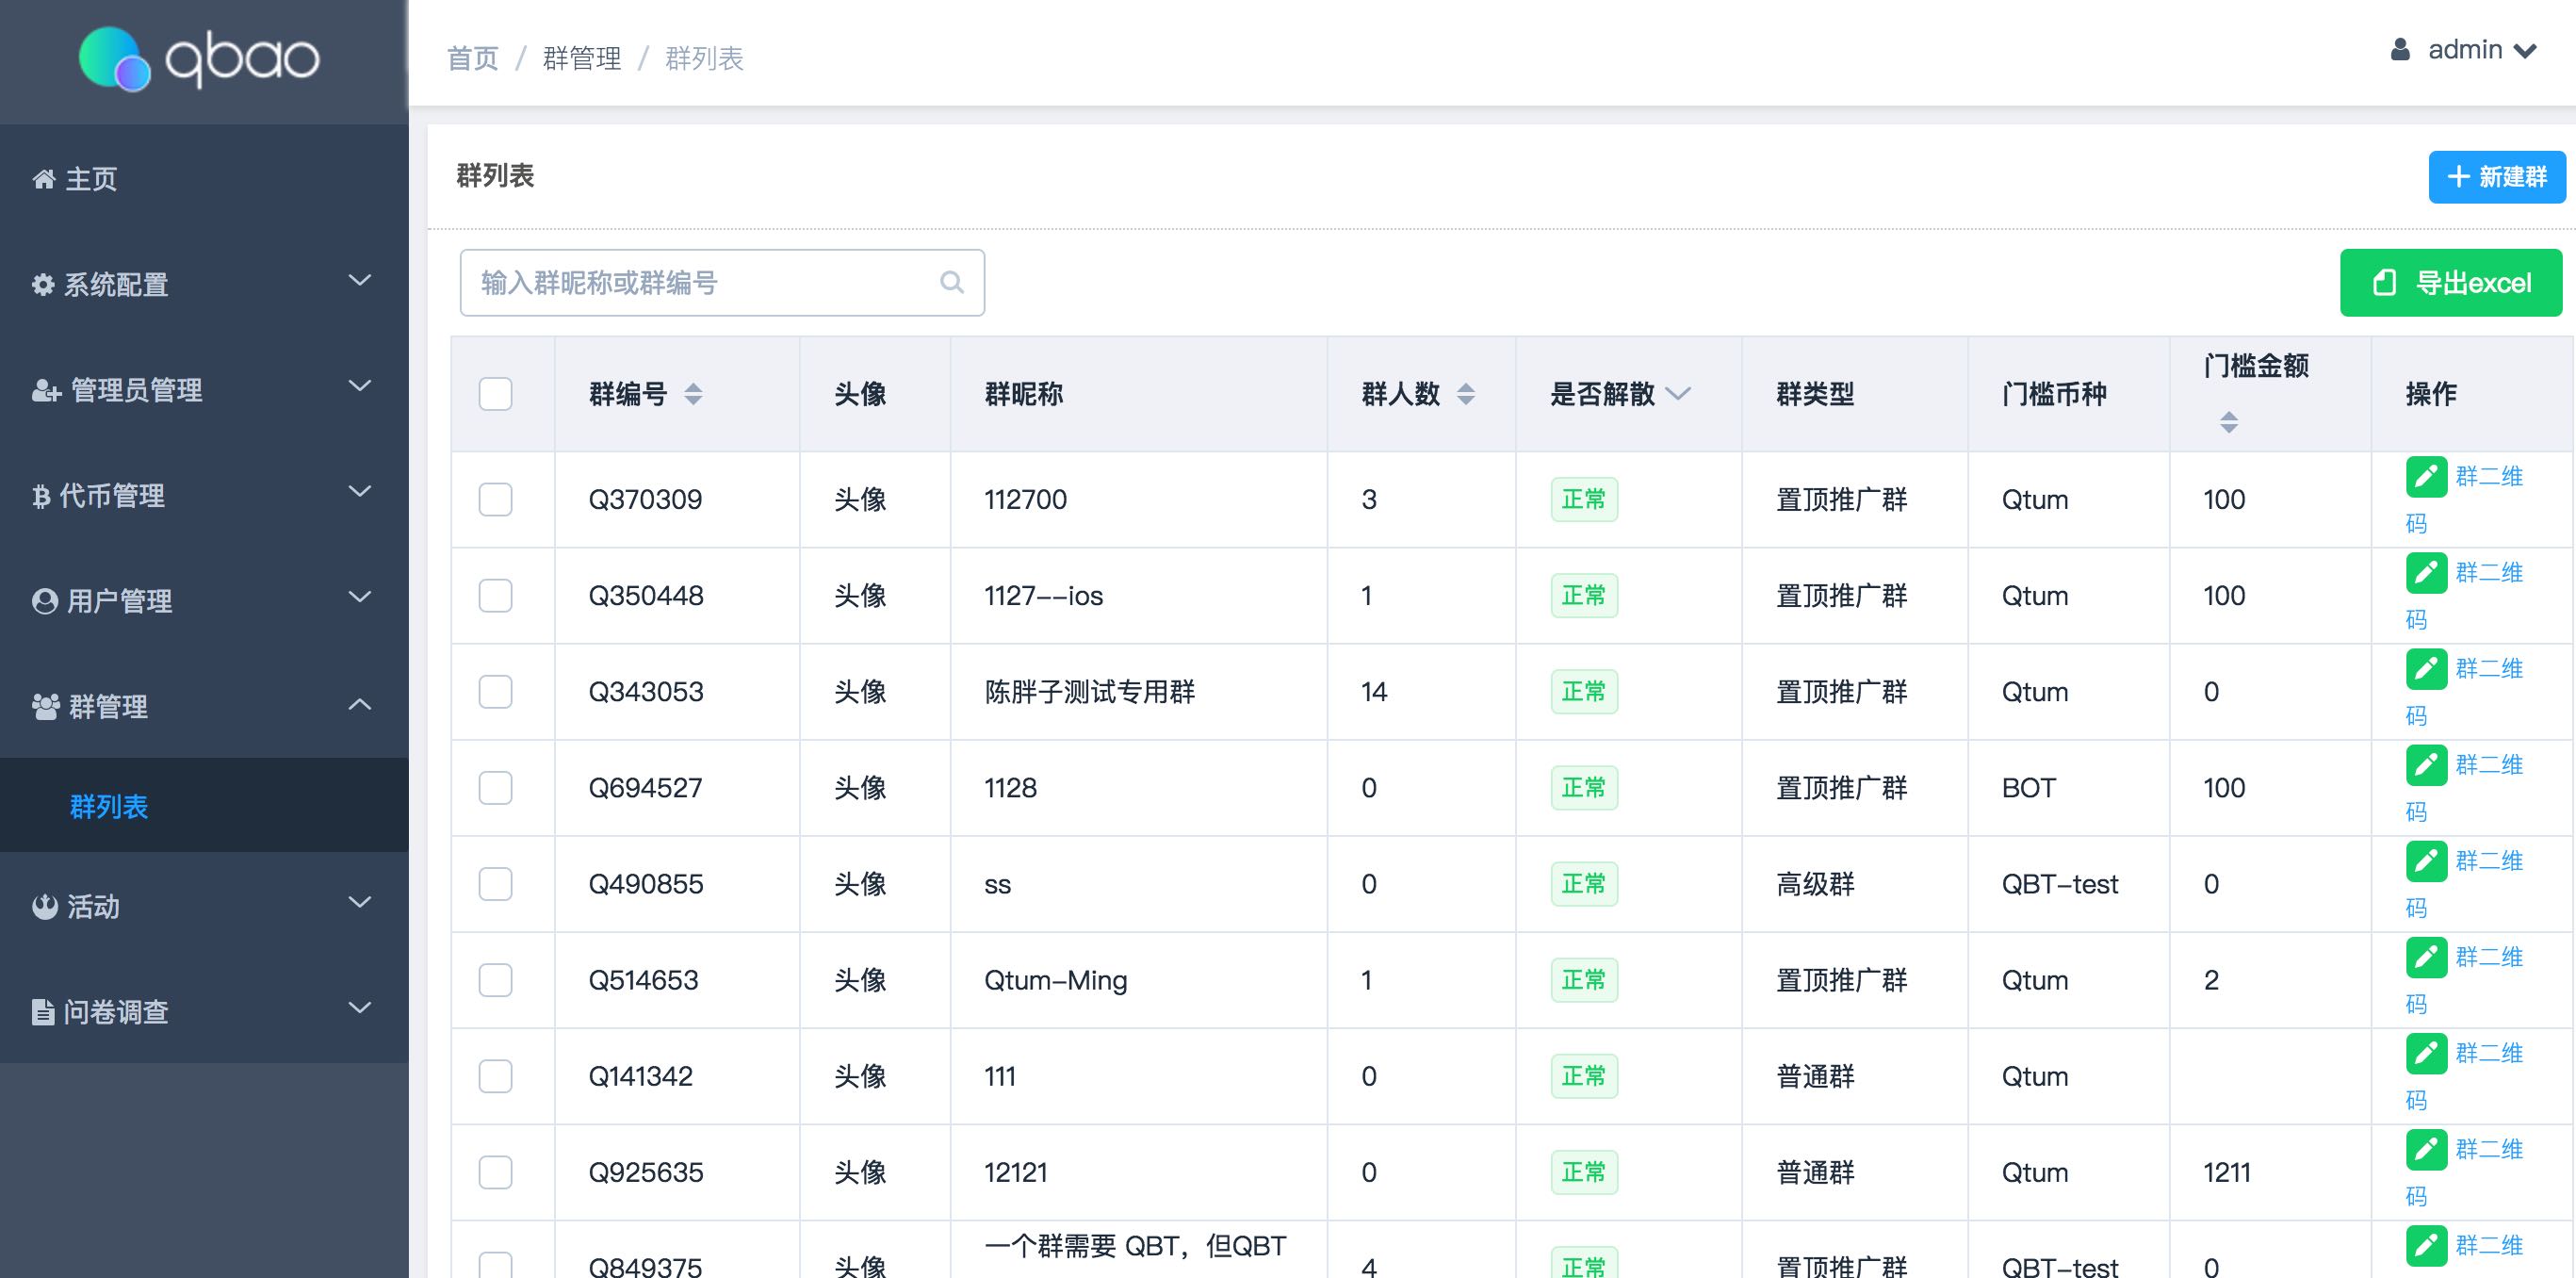 qbao
首页 / 群管理 / 群列表
admin
主页
系统配置
管理员管理
代币管理
用户管理
群管理
群列表
活动
问卷调查
群列表
新建群
输入群昵称或群编号
导出excel
群编号 头像 群昵称 群人数 是否解散 群类型 门槛币种 门槛金额 操作
Q370309 头像 112700 3 正常 置顶推广群 Qtum 100 群二维
码
Q350448 头像 1127--ios 1 正常 置顶推广群 Qtum 100 群二维
码
Q343053 头像 陈胖子测试专用群 14 正常 置顶推广群 Qtum 0 群二维
码
Q694527 头像 1128 0 正常 置顶推广群 BOT 100 群二维
码
Q490855 头像 ss 0 正常 高级群 QBT-test 0 群二维
码
Q514653 头像 Qtum-Ming 1 正常 置顶推广群 Qtum 2 群二维
码
Q141342 头像 111 0 正常 普通群 Qtum 群二维
码
Q925635 头像 12121 0 正常 普通群 Qtum 1211 群二维
码
Q849375 头像 一个群需要 QBT，但QBT 4 正常 置顶推广群 QBT-test 0 群二维